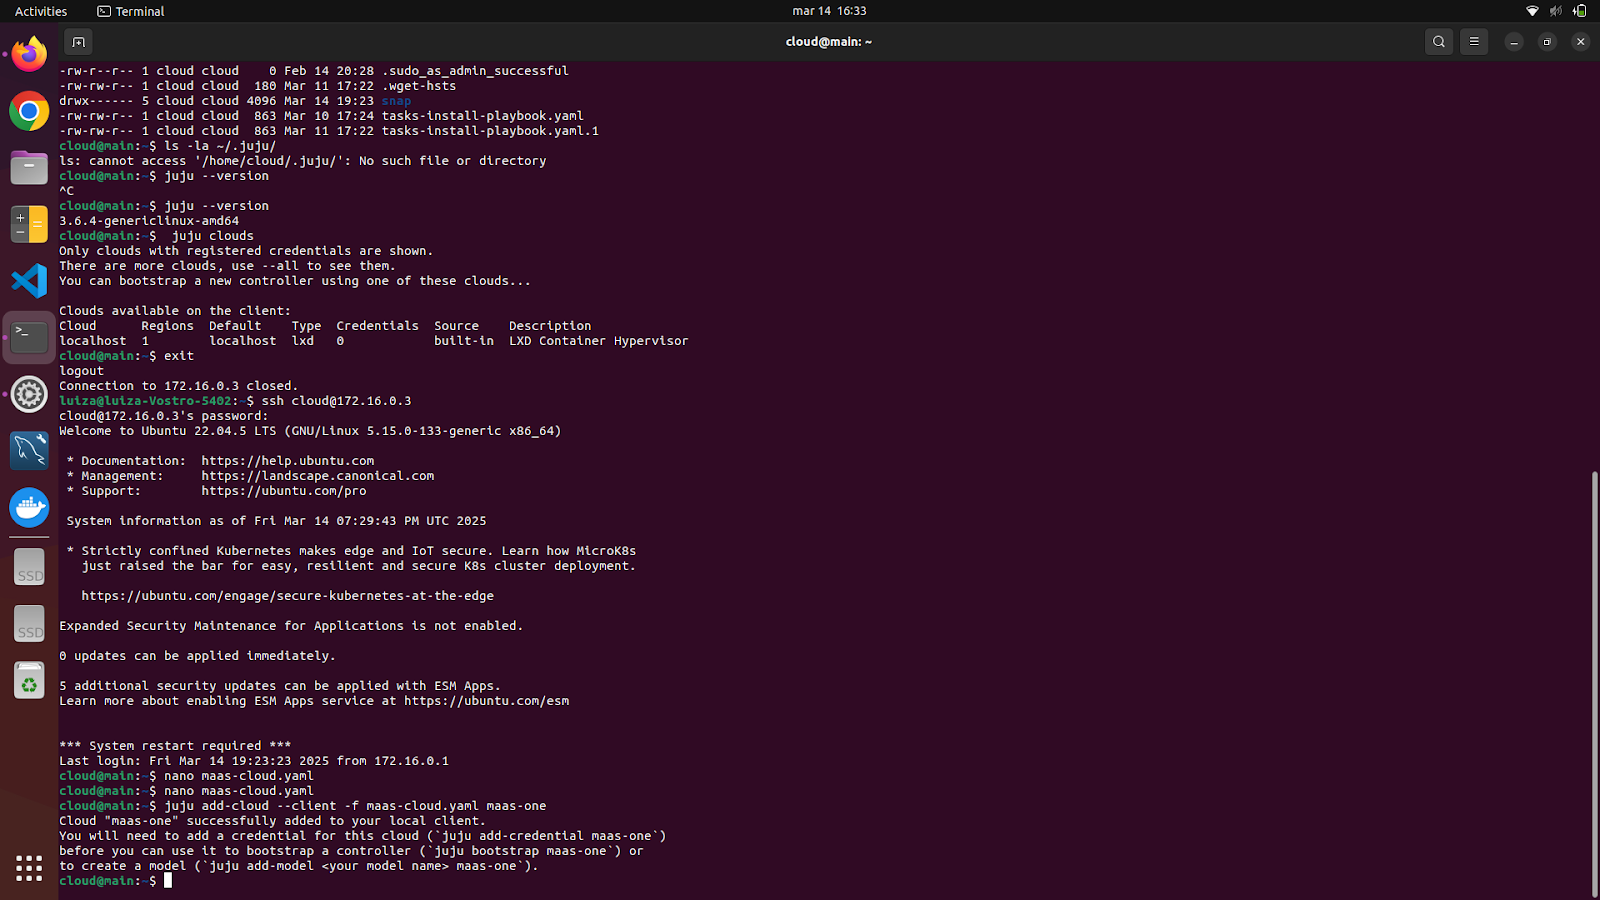 Activities
Terminal
mar 14 16:33
cloud@main: ~
-rw-r--r-- 1 cloud cloud    0 Feb 14 20:28 .sudo_as_admin_successful
-rw-rw-r-- 1 cloud cloud  180 Mar 11 17:22 .wget-hsts
drwx------ 5 cloud cloud 4096 Mar 14 19:23 snap
-rw-rw-r-- 1 cloud cloud  863 Mar 10 17:24 tasks-install-playbook.yaml
-rw-rw-r-- 1 cloud cloud  863 Mar 11 17:22 tasks-install-playbook.yaml.1
cloud@main:~$ ls -la ~/.juju/
ls: cannot access '/home/cloud/.juju/': No such file or directory
cloud@main:~$ juju --version
^C
cloud@main:~$ juju --version
3.6.4-genericlinux-amd64
cloud@main:~$  juju clouds
Only clouds with registered credentials are shown.
There are more clouds, use --all to see them.
You can bootstrap a new controller using one of these clouds...
Clouds available on the client:
Cloud      Regions  Default    Type  Credentials  Source    Description
localhost  1        localhost  lxd   0            built-in  LXD Container Hypervisor
cloud@main:~$ exit
logout
Connection to 172.16.0.3 closed.
luiza@luiza-Vostro-5402:~$ ssh cloud@172.16.0.3
cloud@172.16.0.3's password:
Welcome to Ubuntu 22.04.5 LTS (GNU/Linux 5.15.0-133-generic x86_64)
* Documentation:  https://help.ubuntu.com
* Management:     https://landscape.canonical.com
* Support:        https://ubuntu.com/pro
System information as of Fri Mar 14 07:29:43 PM UTC 2025
* Strictly confined Kubernetes makes edge and IoT secure. Learn how MicroK8s
just raised the bar for easy, resilient and secure K8s cluster deployment.
https://ubuntu.com/engage/secure-kubernetes-at-the-edge
Expanded Security Maintenance for Applications is not enabled.
0 updates can be applied immediately.
5 additional security updates can be applied with ESM Apps.
Learn more about enabling ESM Apps service at https://ubuntu.com/esm
*** System restart required ***
Last login: Fri Mar 14 19:23:23 2025 from 172.16.0.1
cloud@main:~$ nano maas-cloud.yaml
cloud@main:~$ nano maas-cloud.yaml
cloud@main:~$ juju add-cloud --client -f maas-cloud.yaml maas-one
Cloud "maas-one" successfully added to your local client.
You will need to add a credential for this cloud (`juju add-credential maas-one`)
before you can use it to bootstrap a controller (`juju bootstrap maas-one`) or
to create a model (`juju add-model <your model name> maas-one`).
cloud@main:~$
SSD
SSD